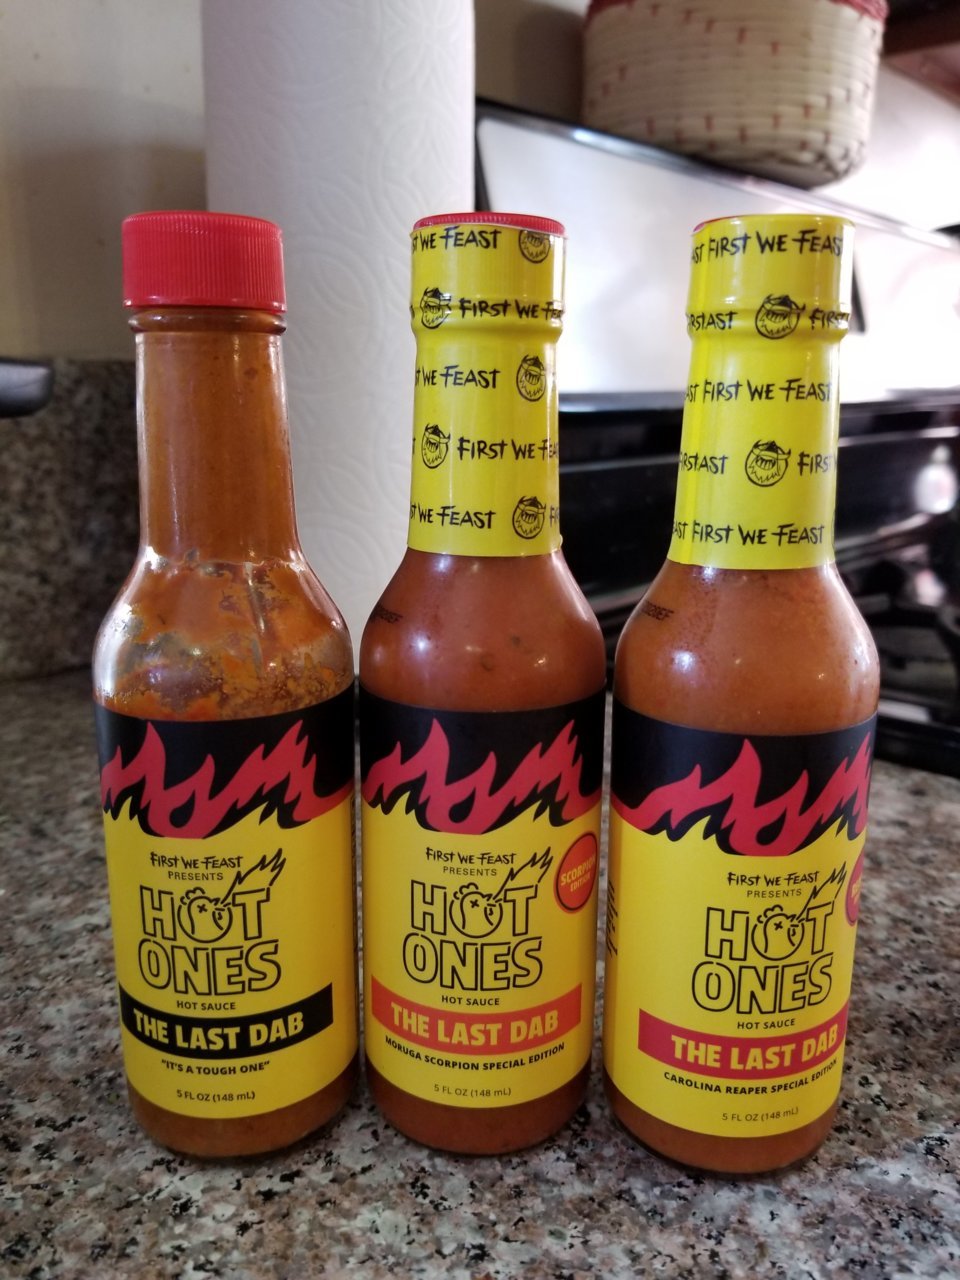 FIRST WE FEAST
PRESENTS
HOT
ONES
HOT SAUCE
THE LAST DAB
"IT'S A TOUGH ONE"
5 FL OZ (148 mL)
WE FEAST
FIRST WE FEAST
WE FEAST
FIRST WE FEAST
WE FEAST
FIRST WE FEAST
PRESENTS
HOT
ONES
SCORPION
EDITION
HOT SAUCE
THE LAST DAB
MORUGA SCORPION SPECIAL EDITION
5 FL OZ (148 mL)
FIRST WE FEAST
FIRST
FIRST WE FEAST
FIRST
FIRST WE FEAST
FIRST WE FEAST
PRESENTS
HOT
ONES
HOT SAUCE
THE LAST DAB
CAROLINA REAPER SPECIAL EDITION
5 FL OZ (148 mL)